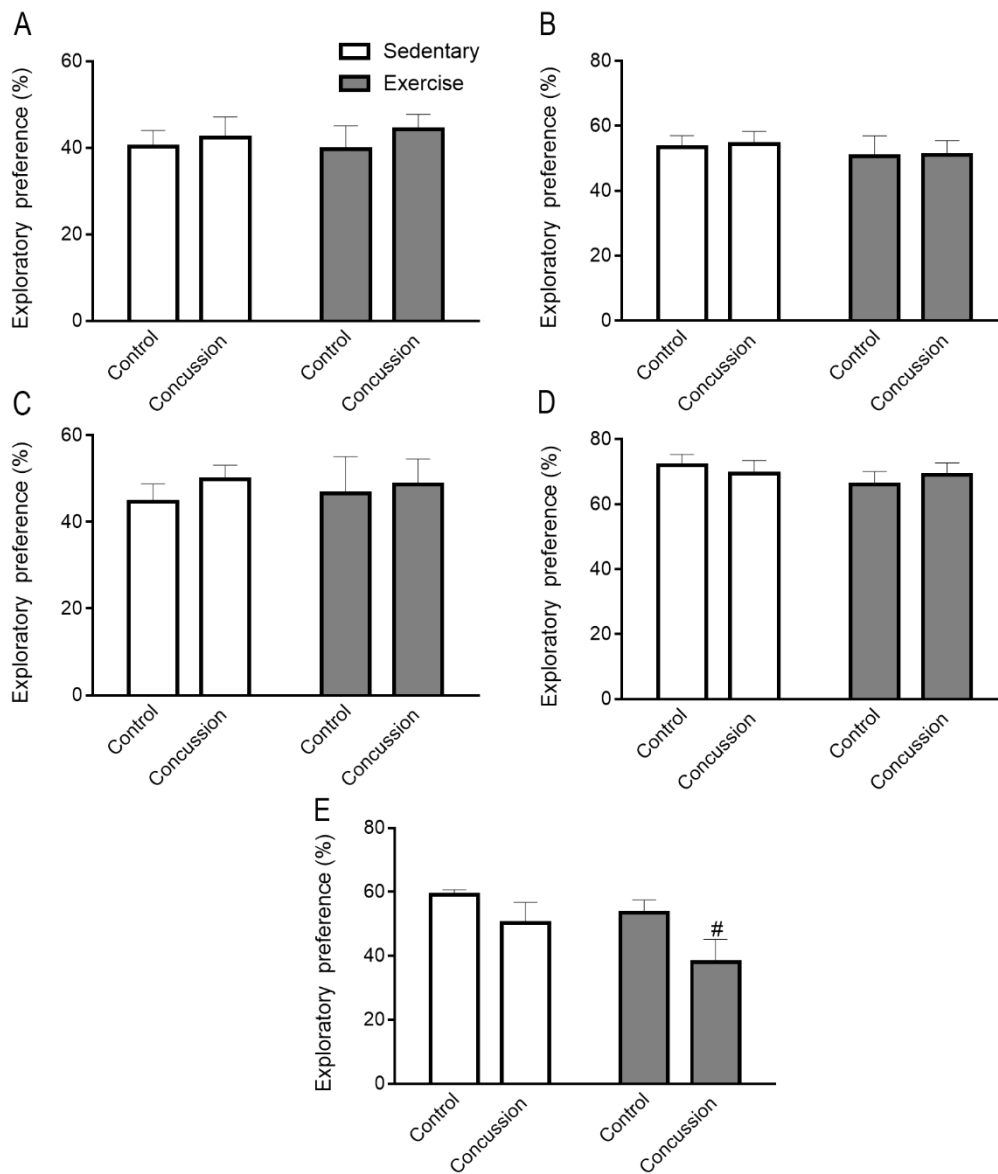 A
Sedentary
Exercise
Exploratory preference (%)
60
40
20
0
Control
Concussion
Control
Concussion
B
Exploratory preference (%)
80
60
40
20
0
Control
Concussion
Control
Concussion
C
Exploratory preference (%)
60
40
20
0
Control
Concussion
Control
Concussion
D
Exploratory preference (%)
80
60
40
20
0
Control
Concussion
Control
Concussion
E
Exploratory preference (%)
80
60
40
20
0
#
Control
Concussion
Control
Concussion